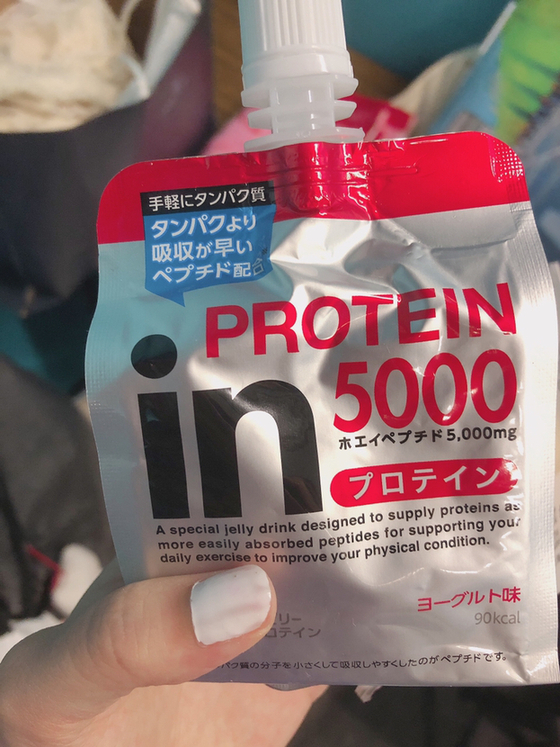 手軽にタンパク質
タンパクより
吸収が早い
ペプチド配合
PROTEIN
in
5000
ホエイペプチド5,000mg
プロテイン
A special jelly drink designed to supply proteins as
more easily absorbed peptides for supporting your
daily exercise to improve your physical condition.
ヨーグルト味
90kcal
リー
ロテイン
パク質の分子を小さくして吸収しやすくしたのがペプチドです。